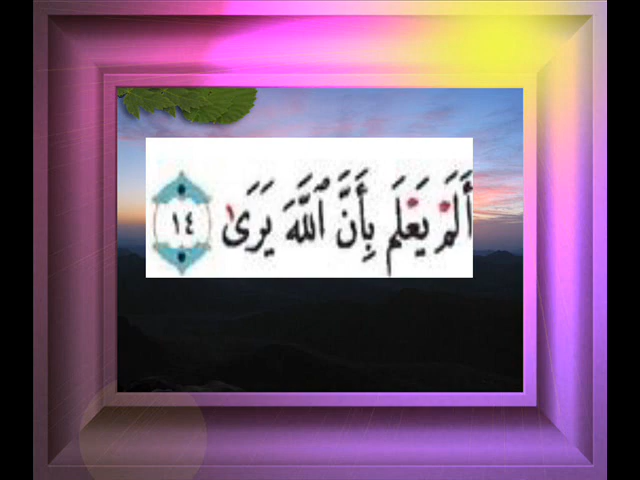 أَلَمْ يَعْلَم بِأَنَّ ٱللَّهَ يَرَىٰ ١٤